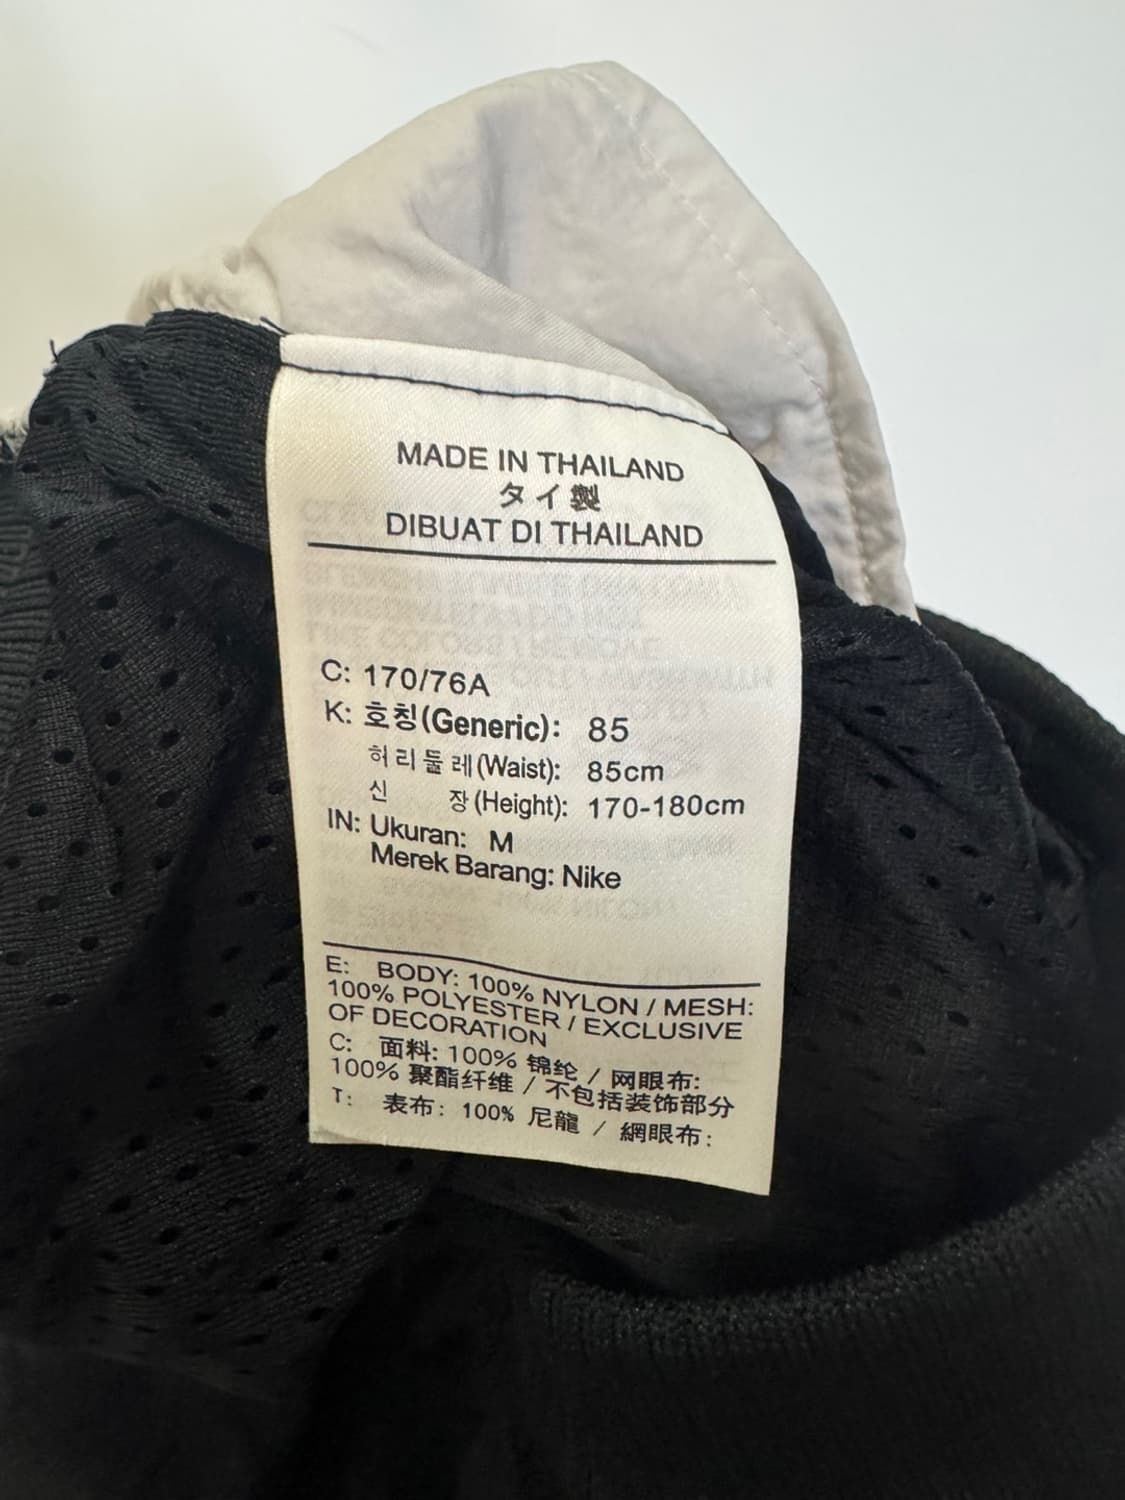 MADE IN THAILAND
タイ製
DIBUAT DI THAILAND
C: 170/76A
K: 호칭(Generic): 85
허리둘레(Waist): 85cm
신 장(Height): 170-180cm
IN: Ukuran: M
Merek Barang: Nike
E: BODY: 100% NYLON / MESH:
100% POLYESTER / EXCLUSIVE
OF DECORATION
C: 面料: 100% 锦纶 / 网眼布:
100% 聚酯纤维 / 不包括装饰部分
T: 表布: 100% 尼龍 / 網眼布: